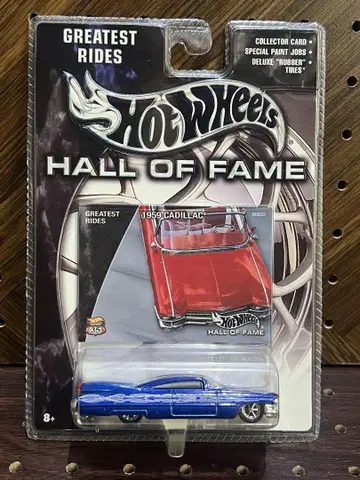 GREATEST
RIDES
COLLECTOR CARD •
SPECIAL PAINT JOBS •
DELUXE "RUBBER" •
TIRES
Hot Wheels
HALL OF FAME
GREATEST
RIDES
1959 CADILLAC
Hot Wheels
HALL OF FAME
8+